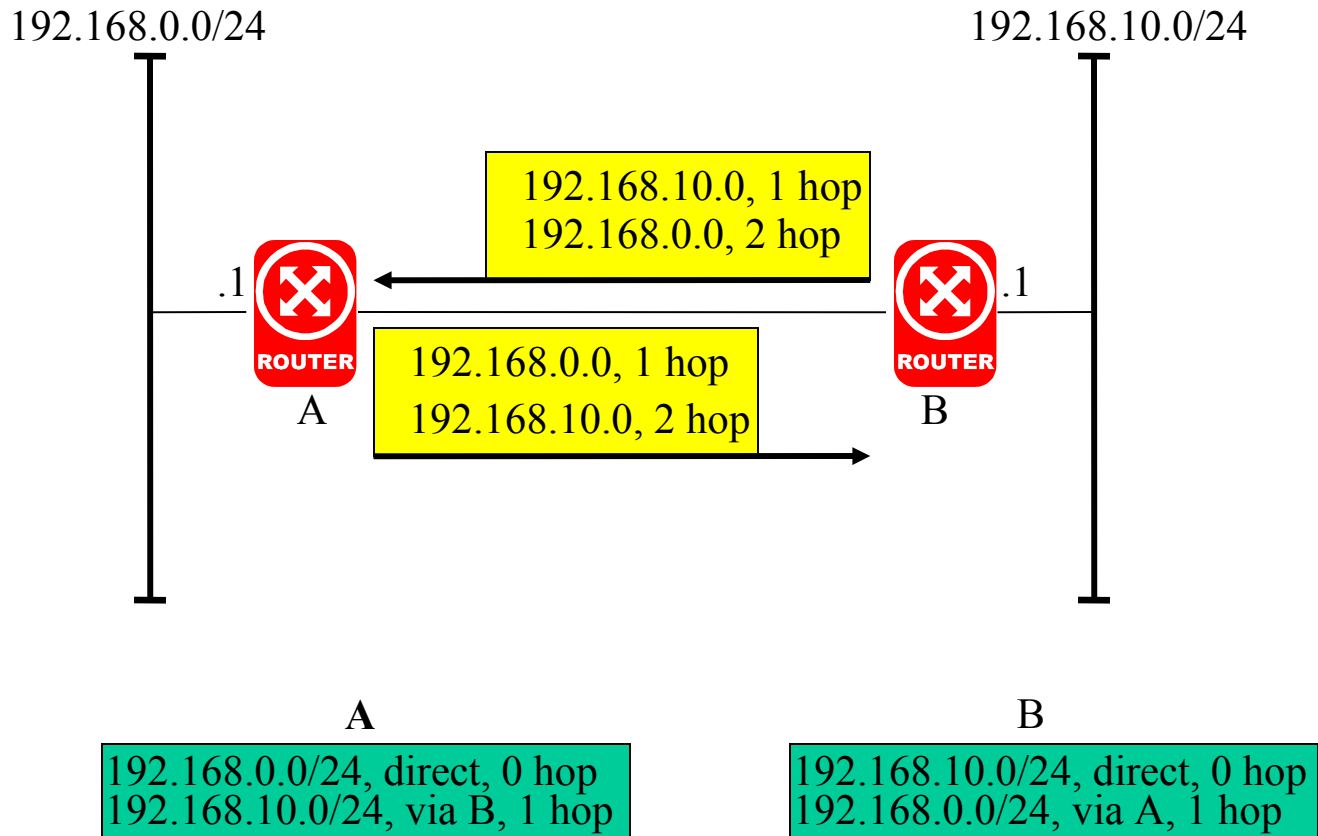 192.168.0.0/24
192.168.10.0/24
192.168.10.0, 1 hop
192.168.0.0, 2 hop
.1
.1
ROUTER
ROUTER
192.168.0.0, 1 hop
192.168.10.0, 2 hop
A
B
A
B
192.168.0.0/24, direct, 0 hop
192.168.10.0/24, via B, 1 hop
192.168.10.0/24, direct, 0 hop
192.168.0.0/24, via A, 1 hop